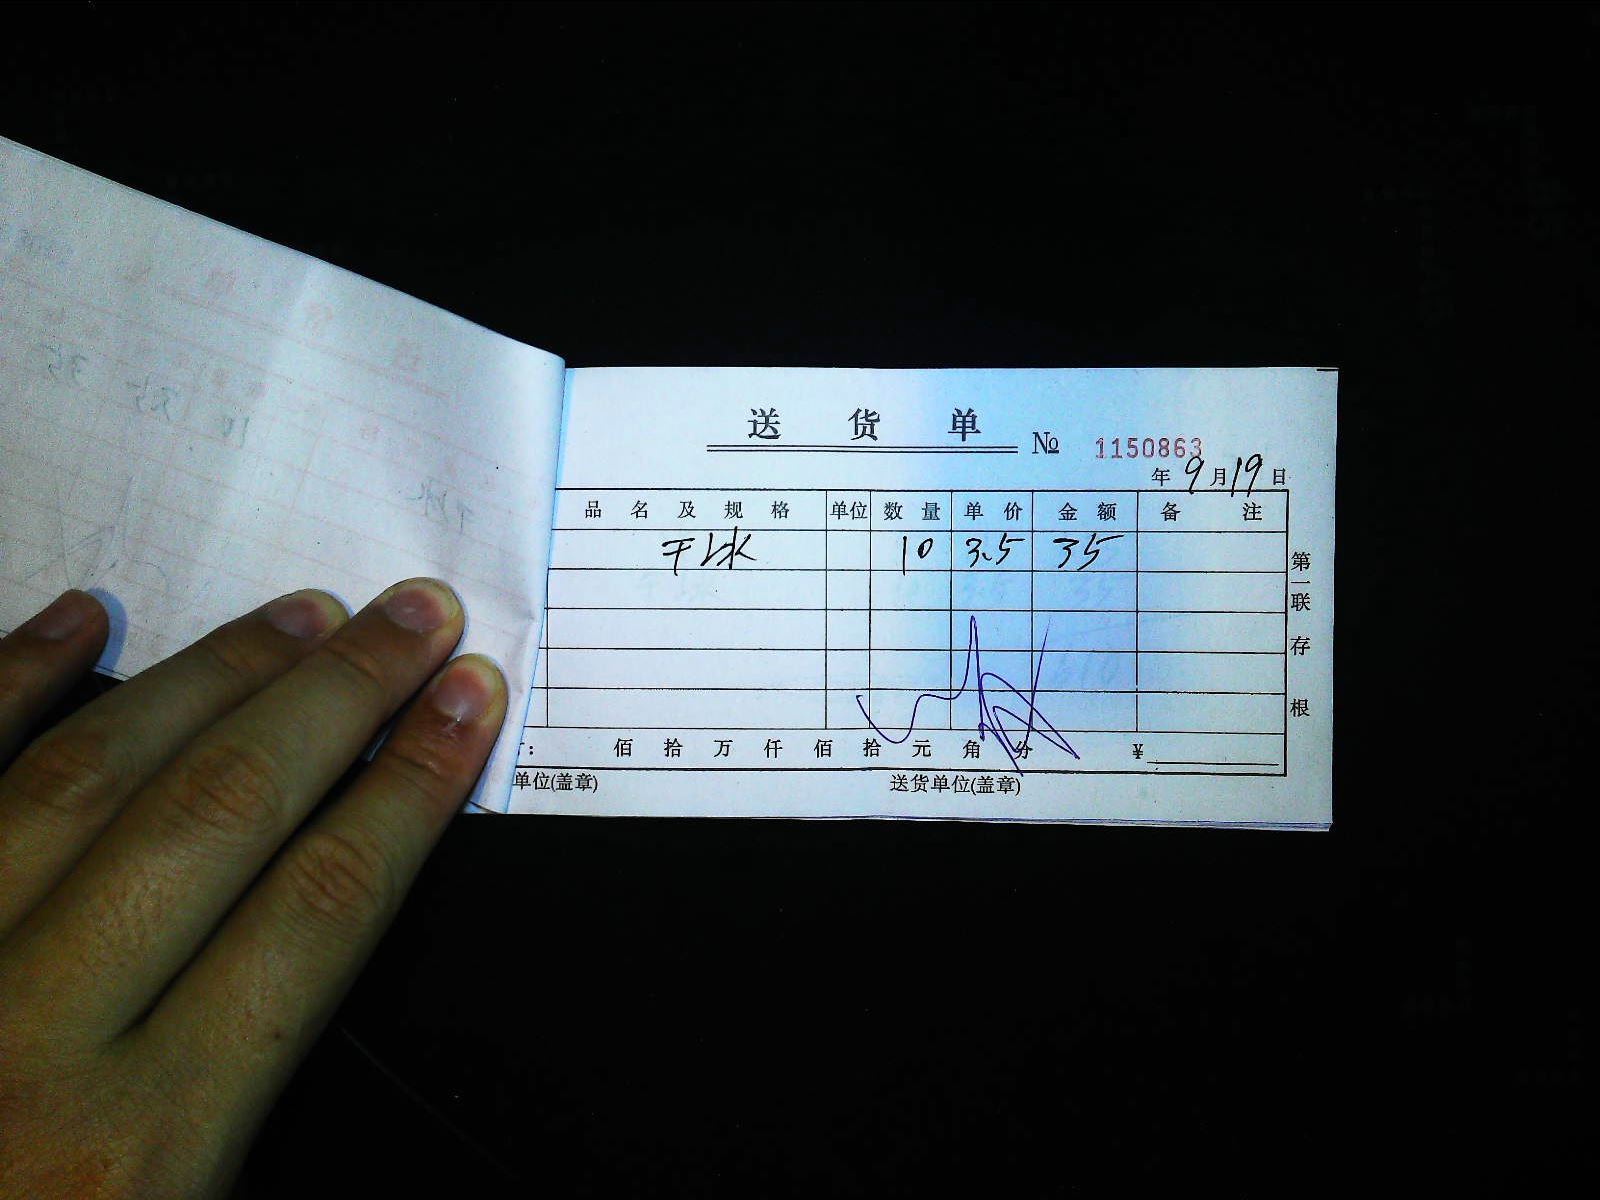 送货单 № 1150863
年9月19日
品名及规格 单位 数量 单价 金额 备注
干冰 10 3.5 35
第一联存根
佰拾万仟佰拾元角分 ¥
单位(盖章) 送货单位(盖章)